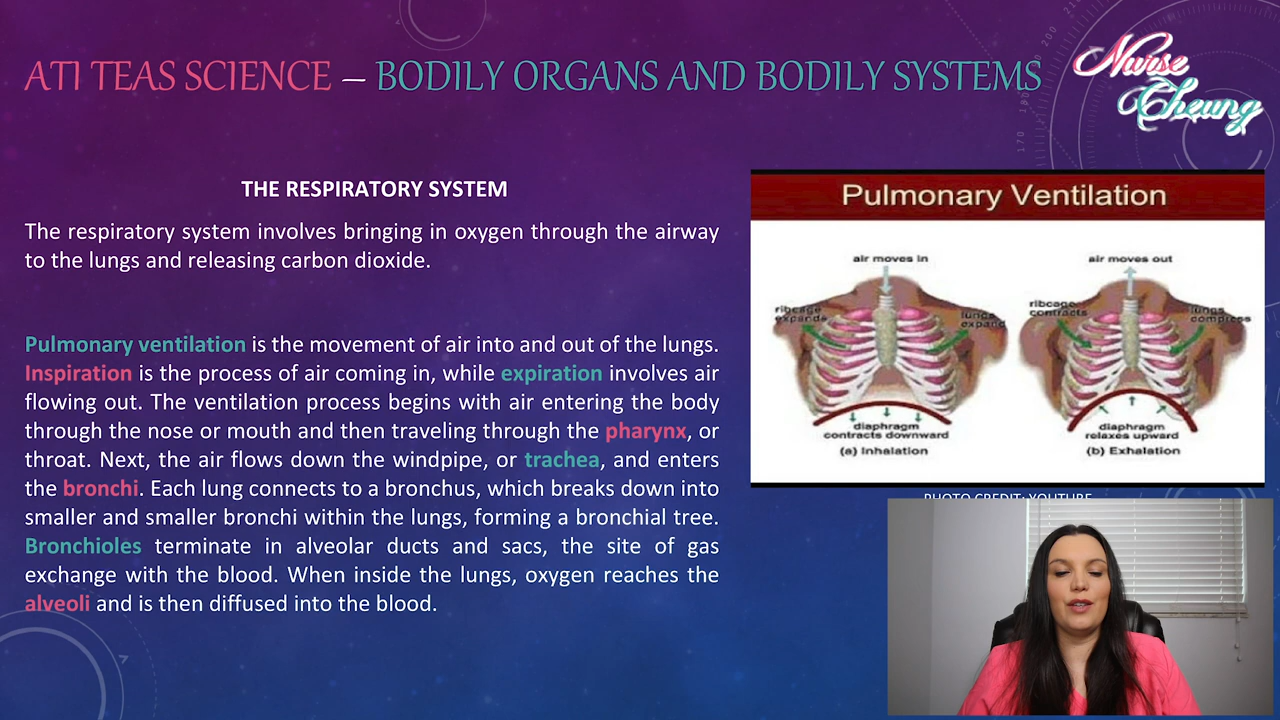 ATI TEAS SCIENCE – BODILY ORGANS AND BODILY SYSTEMS
Nurse
Cheung
THE RESPIRATORY SYSTEM
The respiratory system involves bringing in oxygen through the airway
to the lungs and releasing carbon dioxide.
Pulmonary ventilation is the movement of air into and out of the lungs.
Inspiration is the process of air coming in, while expiration involves air
flowing out. The ventilation process begins with air entering the body
through the nose or mouth and then traveling through the pharynx, or
throat. Next, the air flows down the windpipe, or trachea, and enters
the bronchi. Each lung connects to a bronchus, which breaks down into
smaller and smaller bronchi within the lungs, forming a bronchial tree.
Bronchioles terminate in alveolar ducts and sacs, the site of gas
exchange with the blood. When inside the lungs, oxygen reaches the
alveoli and is then diffused into the blood.
Pulmonary Ventilation
air moves in
ribcage
expands
lungs
expand
diaphragm
contracts downward
(a) Inhalation
air moves out
ribcage
contracts
lungs
compress
diaphragm
relaxes upward
(b) Exhalation
PHOTO CREDIT: YOUTUBE
170
200